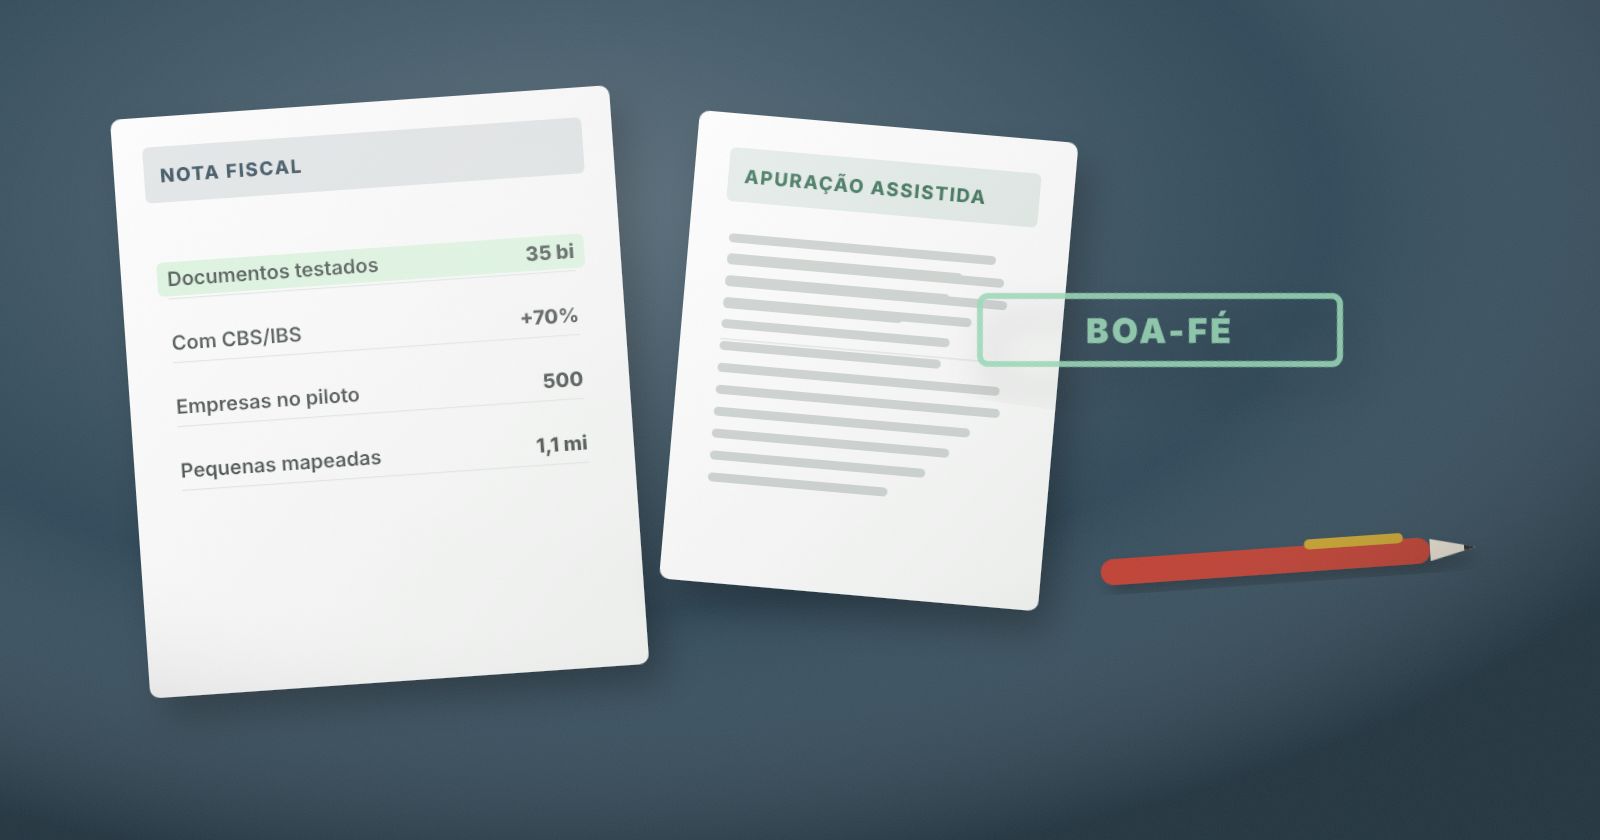 NOTA FISCAL
Documentos testados 35 bi
Com CBS/IBS +70%
Empresas no piloto 500
Pequenas mapeadas 1,1 mi
APURAÇÃO ASSISTIDA
BOA-FÉ